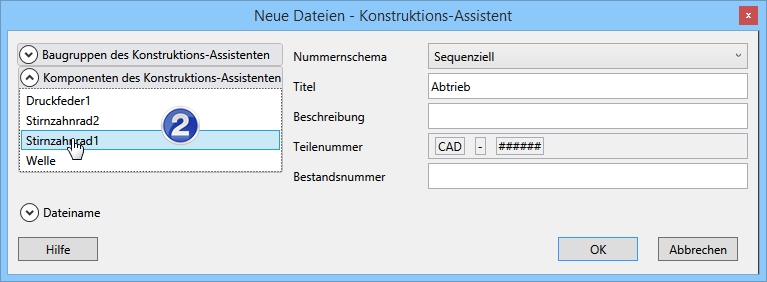 Neue Dateien - Konstruktions-Assistent
x
Baugruppen des Konstruktions-Assistenten
Komponenten des Konstruktions-Assistenten
Druckfeder1
Stirnzahnrad2
Stirnzahnrad1
Welle
2
Dateiname
Nummernschema
Sequenziell
Titel
Abtrieb
Beschreibung
Teilenummer
CAD - ######
Bestandsnummer
Hilfe
OK
Abbrechen